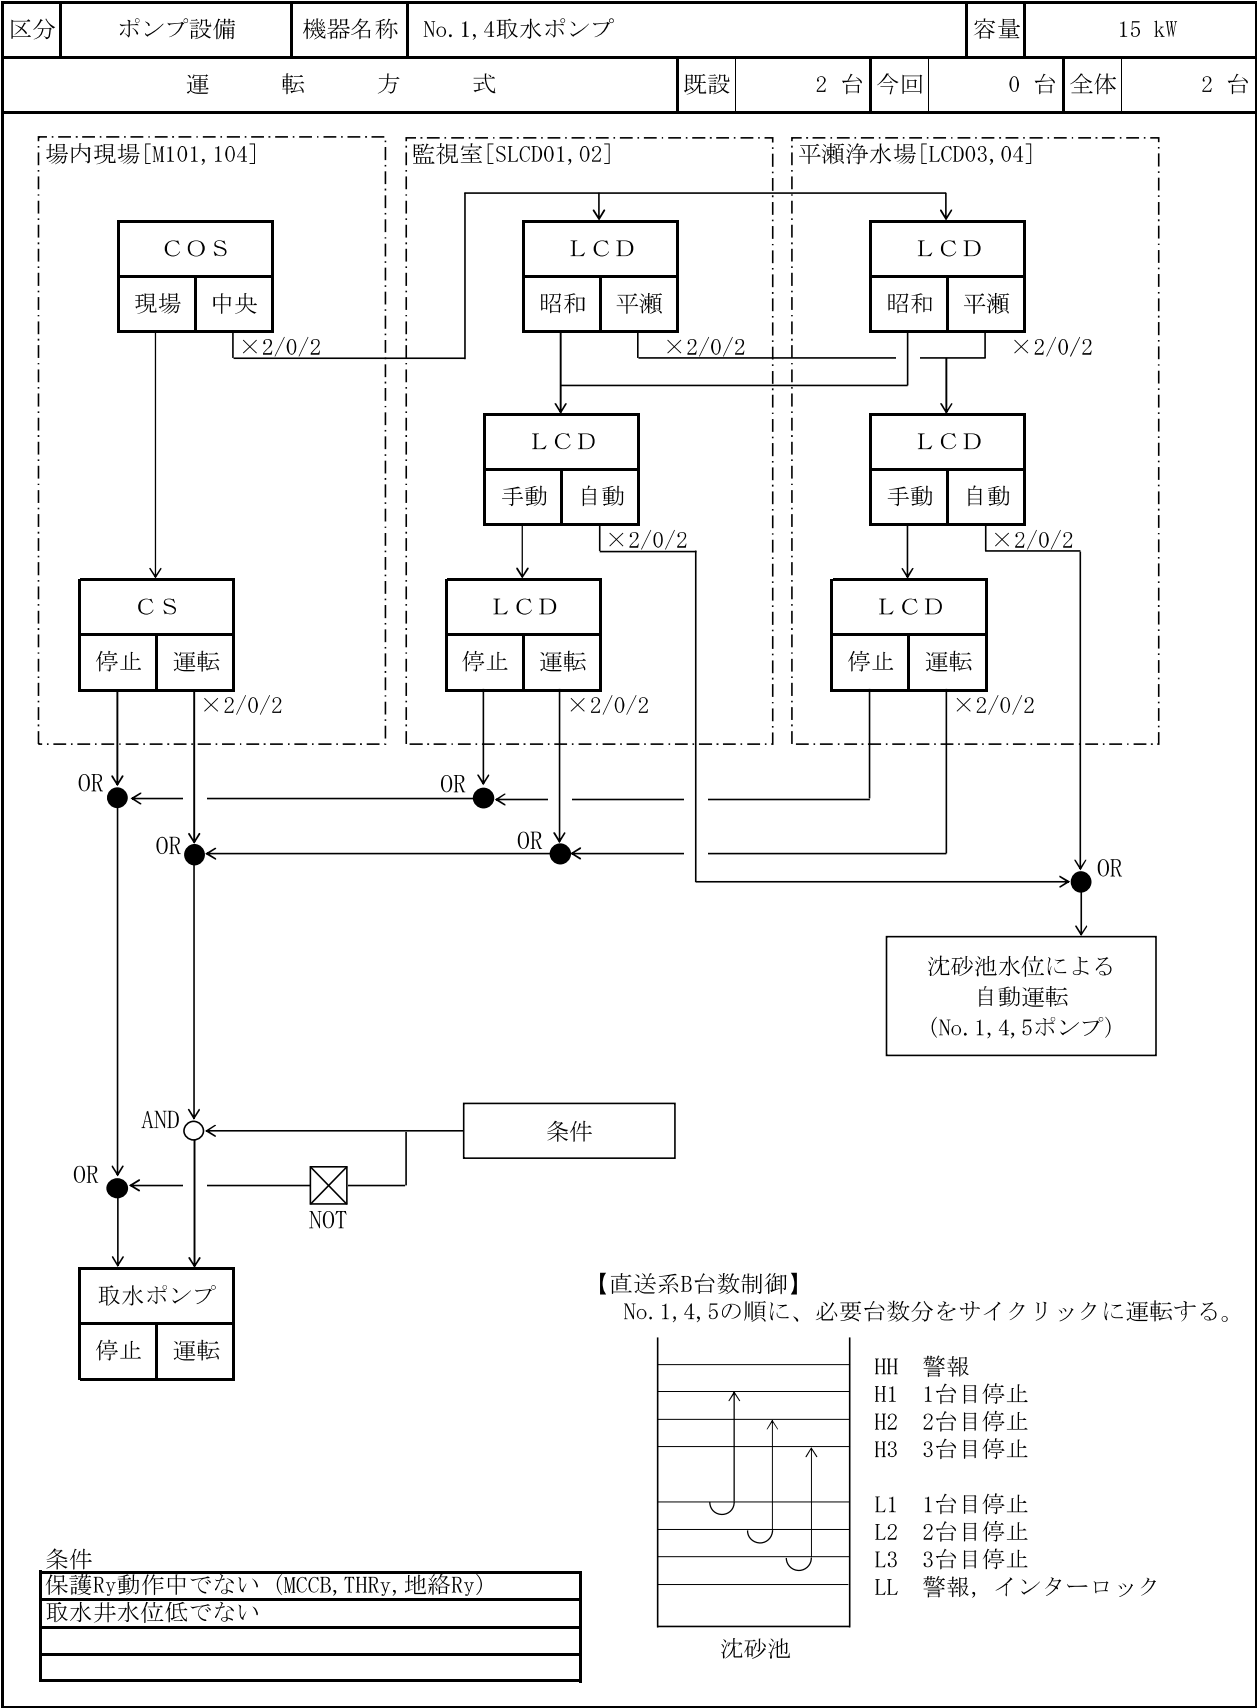 区分 ポンプ設備 機器名称 No.1,4取水ポンプ 容量 15 kW
運 転 方 式 既設 2 台 今回 0 台 全体 2 台
場内現場[M101,104] 監視室[SLCD01,02] 平瀬浄水場[LCD03,04]
ＣＯＳ ＬＣＤ ＬＣＤ
現場 中央 昭和 平瀬 昭和 平瀬
×2/0/2 ×2/0/2 ×2/0/2
ＬＣＤ ＬＣＤ
手動 自動 手動 自動
×2/0/2 ×2/0/2
ＣＳ ＬＣＤ ＬＣＤ
停止 運転 停止 運転 停止 運転
×2/0/2 ×2/0/2 ×2/0/2
OR OR
OR OR
OR
沈砂池水位による
自動運転
(No.1,4,5ポンプ)
AND 条件
OR
NOT
取水ポンプ
停止 運転
【直送系B台数制御】
No.1,4,5の順に、必要台数分をサイクリックに運転する。
HH 警報
H1 1台目停止
H2 2台目停止
H3 3台目停止
L1 1台目停止
L2 2台目停止
L3 3台目停止
LL 警報,インターロック
沈砂池
条件
保護Ry動作中でない（MCCB,THRy,地絡Ry）
取水井水位低でない